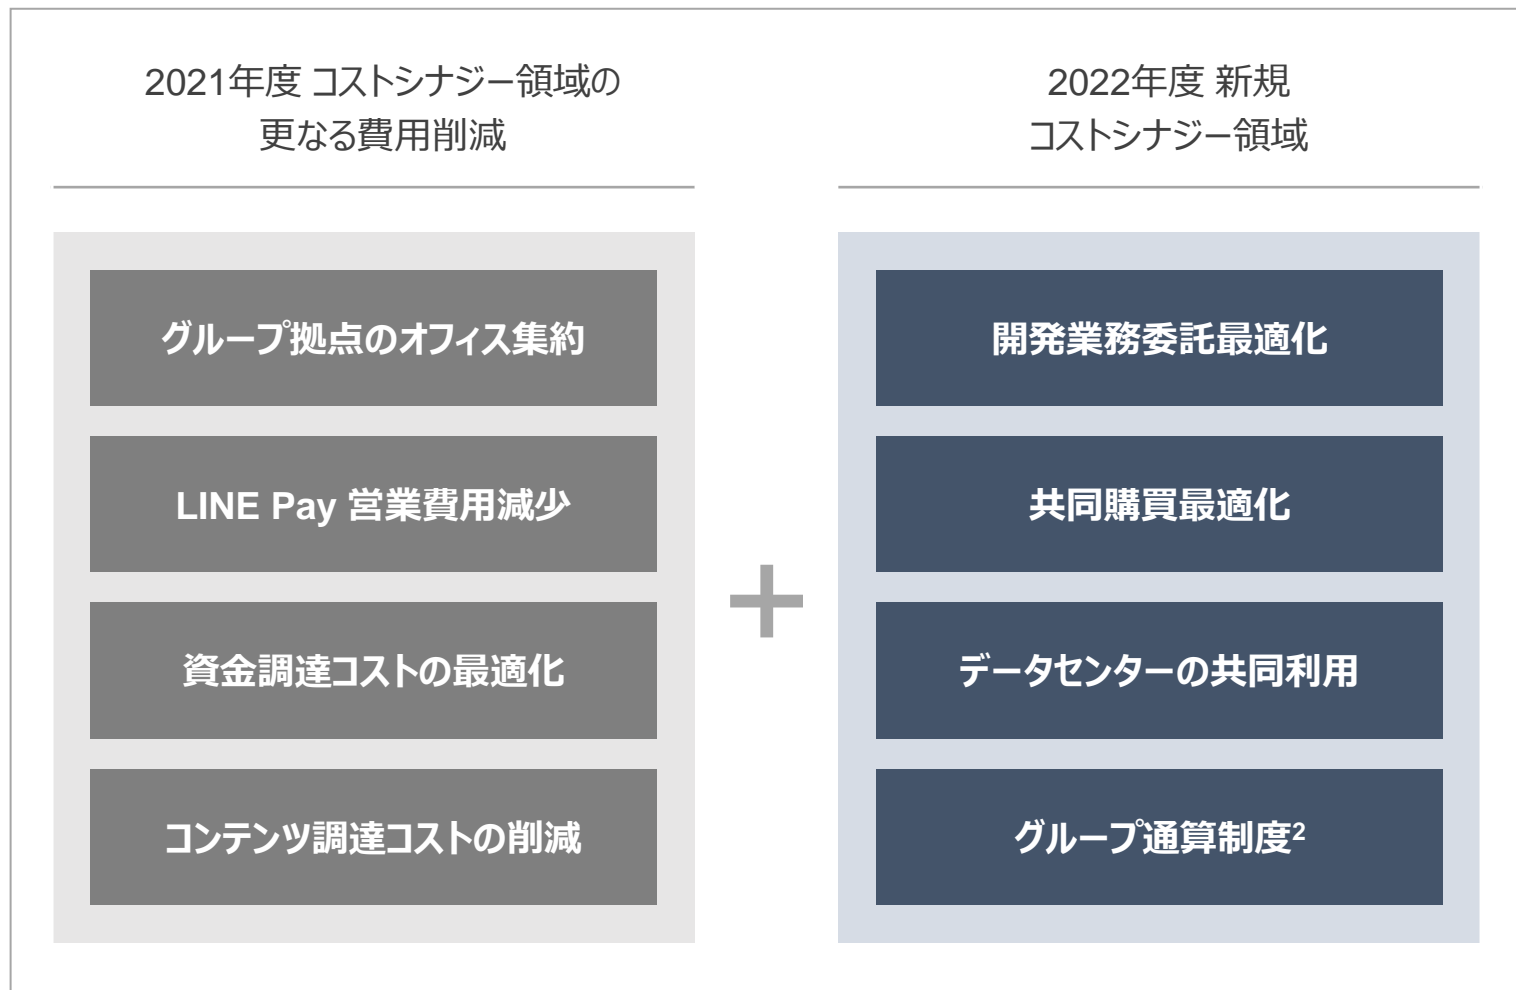 2021年度 コストシナジー領域の
更なる費用削減
グループ拠点のオフィス集約
LINE Pay 営業費用減少
資金調達コストの最適化
コンテンツ調達コストの削減
+
2022年度 新規
コストシナジー領域
開発業務委託最適化
共同購買最適化
データセンターの共同利用
グループ通算制度2